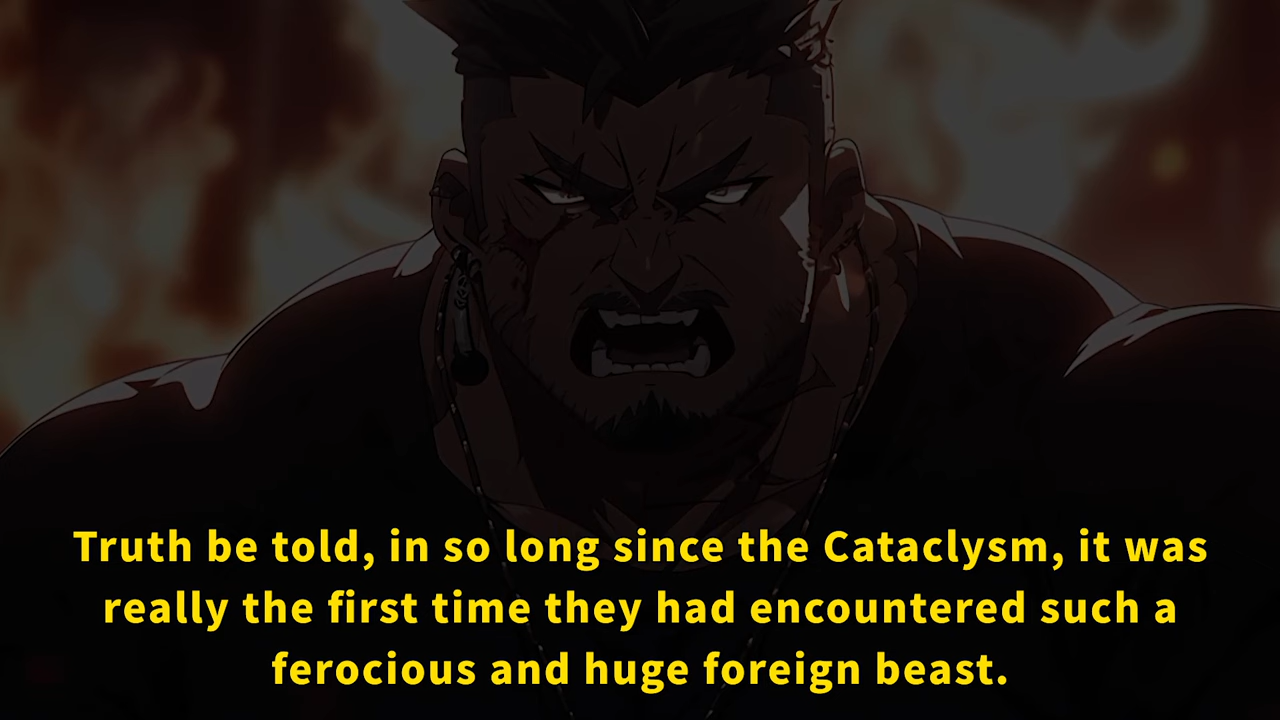 Truth be told, in so long since the Cataclysm, it was
really the first time they had encountered such a
ferocious and huge foreign beast.